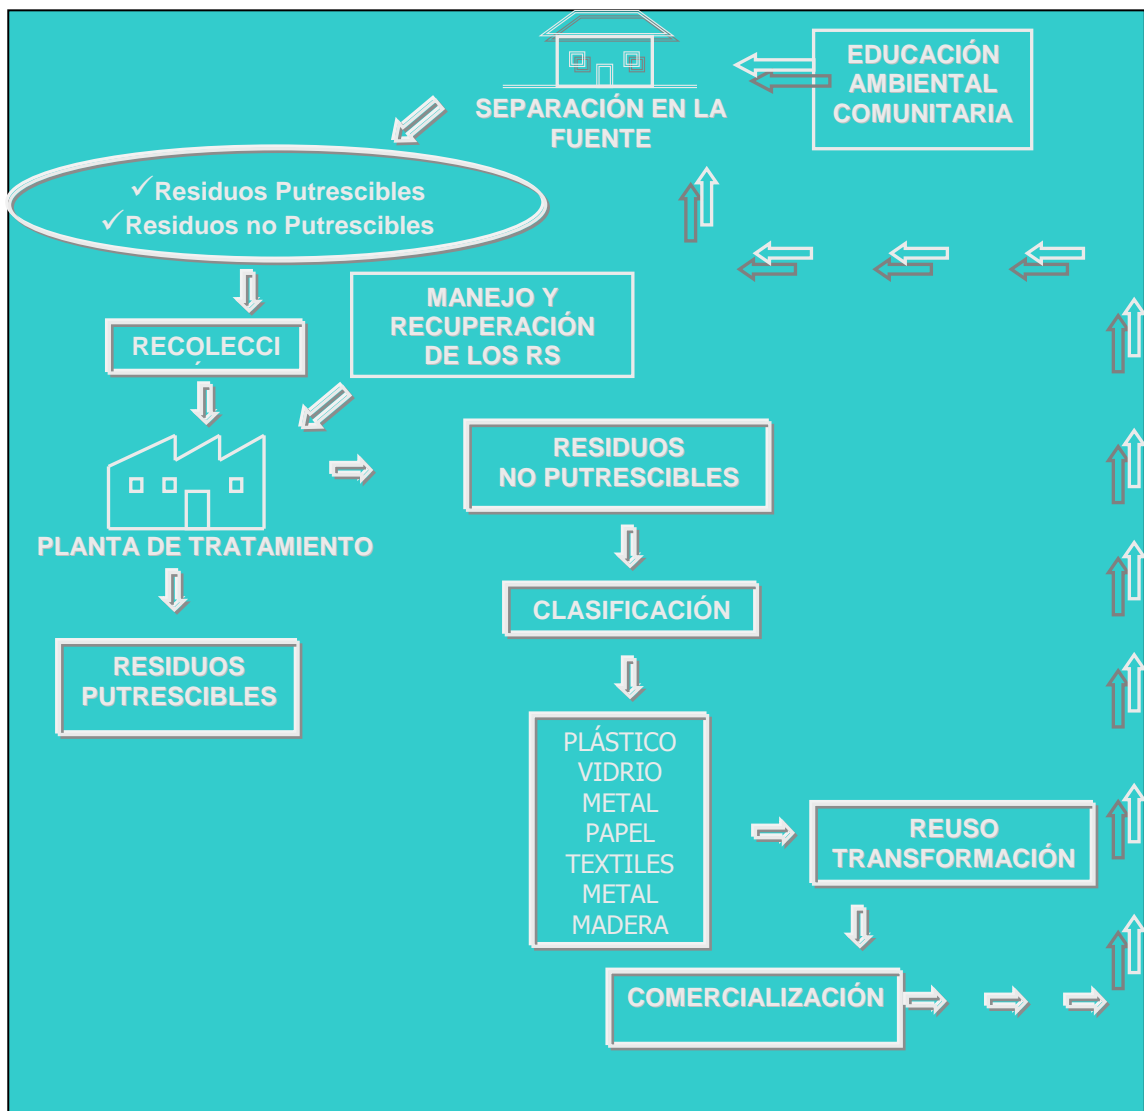 EDUCACIÓN
AMBIENTAL
COMUNITARIA
SEPARACIÓN EN LA
FUENTE
✓Residuos Putrescibles
✓Residuos no Putrescibles
MANEJO Y
RECUPERACIÓN
DE LOS RS
RECOLECCI
RESIDUOS
NO PUTRESCIBLES
PLANTA DE TRATAMIENTO
CLASIFICACIÓN
RESIDUOS
PUTRESCIBLES
PLÁSTICO
VIDRIO
METAL
PAPEL
TEXTILES
METAL
MADERA
REUSO
TRANSFORMACIÓN
COMERCIALIZACIÓN